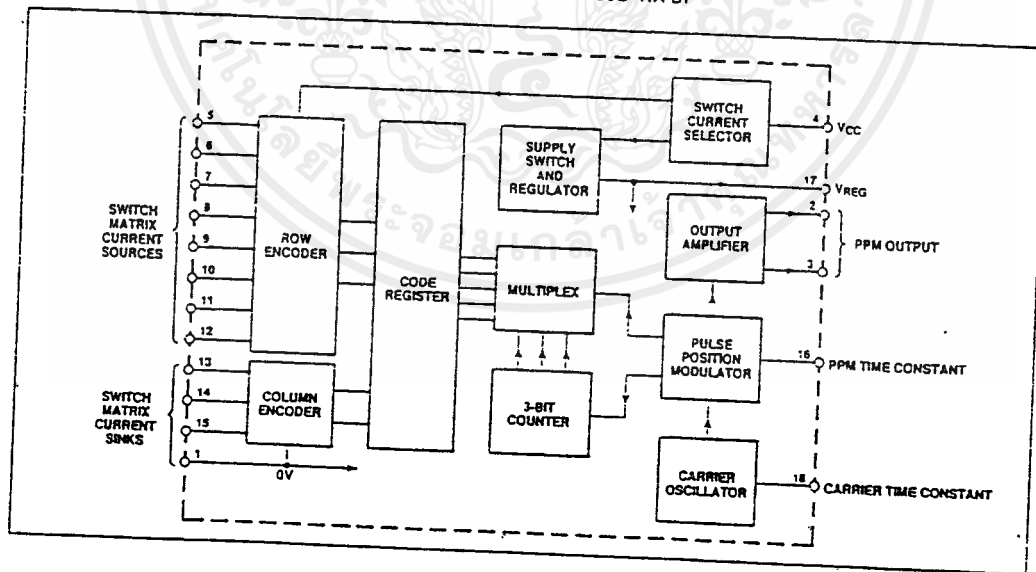 SWITCH
CURRENT
SELECTOR
4
VCC
SUPPLY
SWITCH
AND
REGULATOR
17
VREG
2
OUTPUT
AMPLIFIER
PPM OUTPUT
3
5
6
7
8
9
10
11
12
SWITCH
MATRIX
CURRENT
SOURCES
ROW
ENCODER
CODE
REGISTER
MULTIPLEX
PULSE
POSITION
MODULATOR
16
PPM TIME CONSTANT
13
14
15
1
SWITCH
MATRIX
CURRENT
SINKS
COLUMN
ENCODER
0V
3-BIT
COUNTER
CARRIER
OSCILLATOR
18
CARRIER TIME CONSTANT